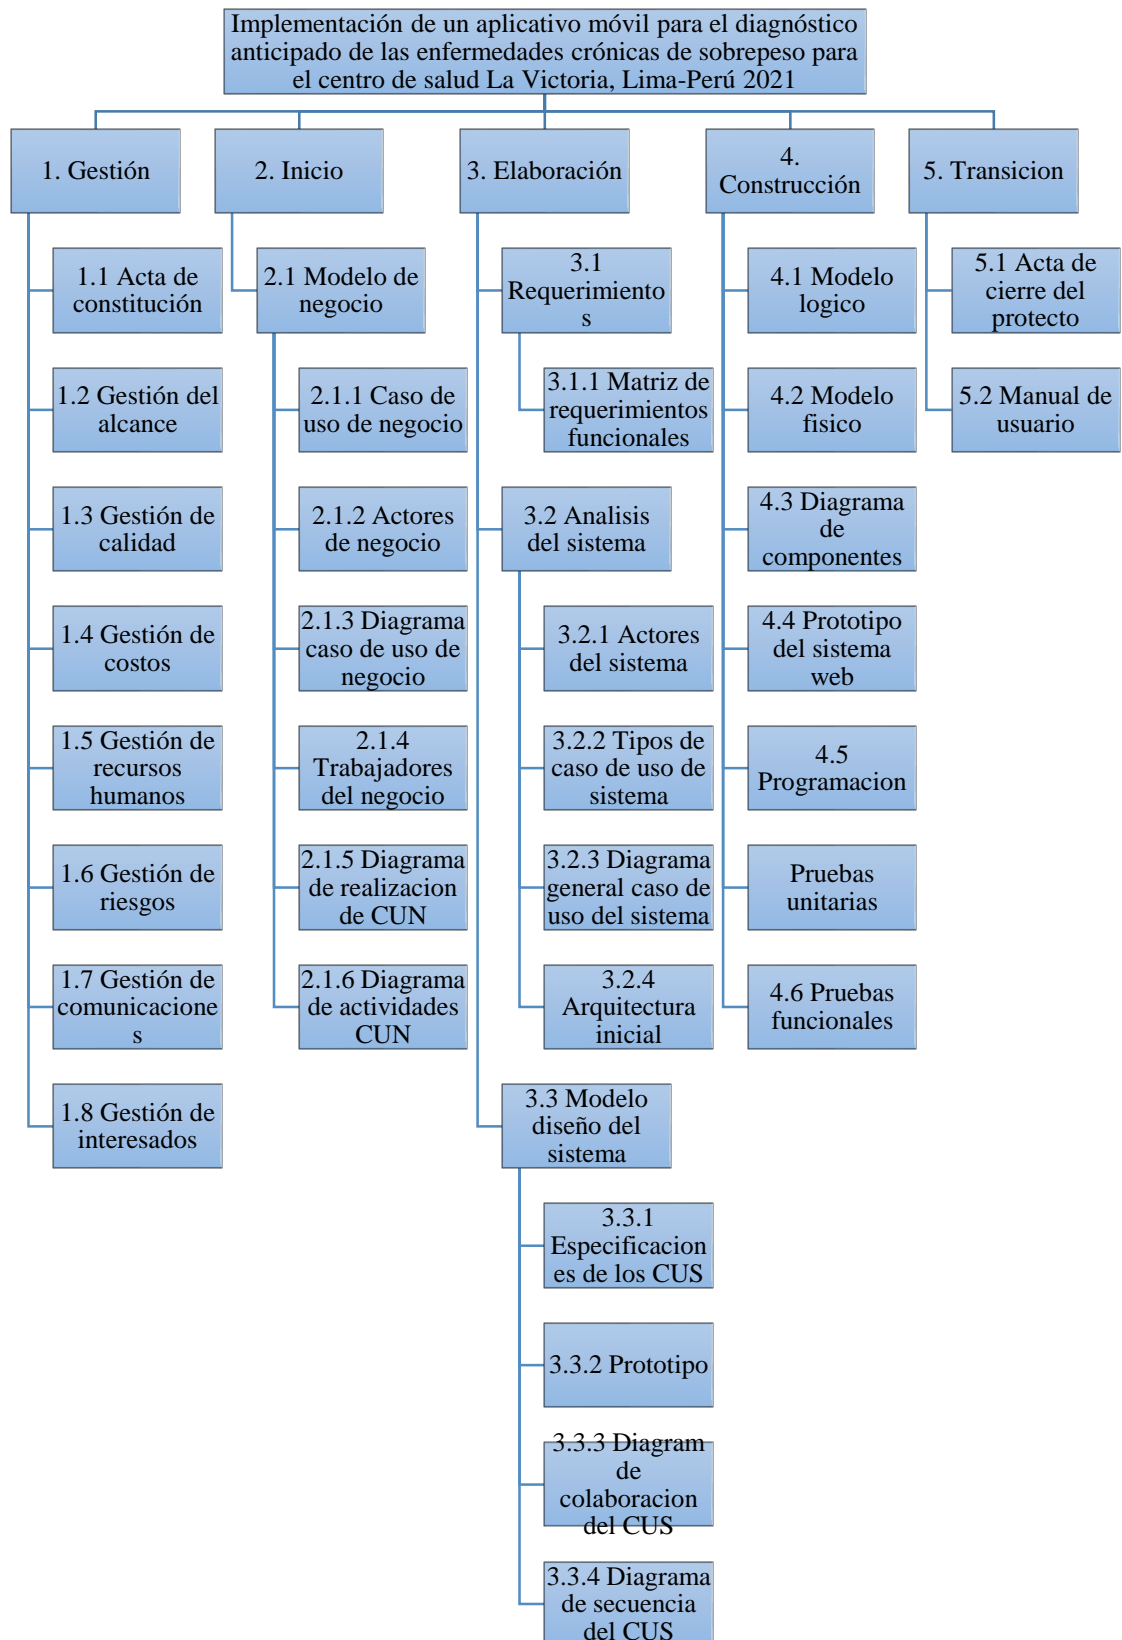 Implementación de un aplicativo móvil para el diagnóstico
anticipado de las enfermedades crónicas de sobrepeso para
el centro de salud La Victoria, Lima-Perú 2021
1. Gestión
1.1 Acta de
constitución
1.2 Gestión del
alcance
1.3 Gestión de
calidad
1.4 Gestión de
costos
1.5 Gestión de
recursos
humanos
1.6 Gestión de
riesgos
1.7 Gestión de
comunicacione
s
1.8 Gestión de
interesados
2. Inicio
2.1 Modelo de
negocio
2.1.1 Caso de
uso de negocio
2.1.2 Actores
de negocio
2.1.3 Diagrama
caso de uso de
negocio
2.1.4
Trabajadores
del negocio
2.1.5 Diagrama
de realizacion
de CUN
2.1.6 Diagrama
de actividades
CUN
3. Elaboración
3.1
Requerimiento
s
3.1.1 Matriz de
requerimientos
funcionales
3.2 Analisis
del sistema
3.2.1 Actores
del sistema
3.2.2 Tipos de
caso de uso de
sistema
3.2.3 Diagrama
general caso de
uso del sistema
3.2.4
Arquitectura
inicial
3.3 Modelo
diseño del
sistema
3.3.1
Especificacion
es de los CUS
3.3.2 Prototipo
3.3.3 Diagram
de
colaboracion
del CUS
3.3.4 Diagrama
de secuencia
del CUS
4.
Construcción
4.1 Modelo
logico
4.2 Modelo
fisico
4.3 Diagrama
de
componentes
4.4 Prototipo
del sistema
web
4.5
Programacion
Pruebas
unitarias
4.6 Pruebas
funcionales
5. Transicion
5.1 Acta de
cierre del
protecto
5.2 Manual de
usuario